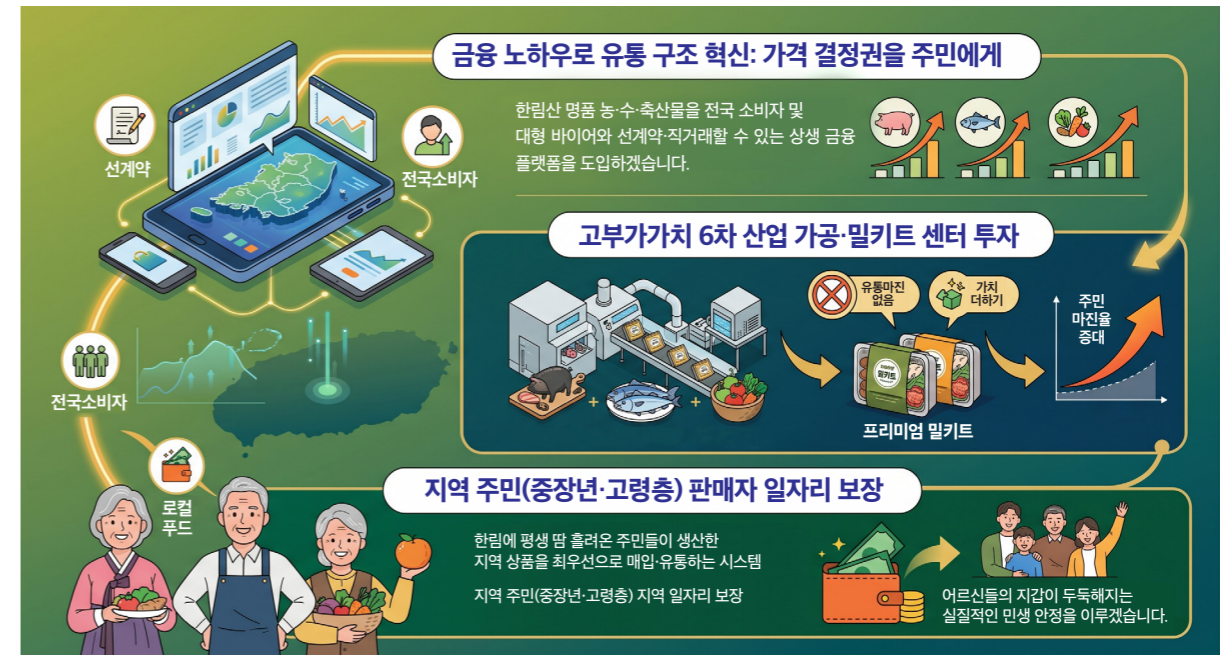 금융 노하우로 유통 구조 혁신: 가격 결정권을 주민에게
한림산 명품 농·수·축산물을 전국 소비자 및
대형 바이어와 선계약·직거래할 수 있는 상생 금융
플랫폼을 도입하겠습니다.
선계약
전국소비자
고부가가치 6차 산업 가공·밀키트 센터 투자
유통마진
없음
가치
더하기
주민
마진율
증대
+
+
밀키트
프리미엄 밀키트
전국소비자
로컬
푸드
지역 주민(중장년·고령층) 판매자 일자리 보장
한림에 평생 땀 흘려온 주민들이 생산한
지역 상품을 최우선으로 매입·유통하는 시스템
지역 주민(중장년·고령층) 지역 일자리 보장
어르신들의 지갑이 두둑해지는
실질적인 민생 안정을 이루겠습니다.